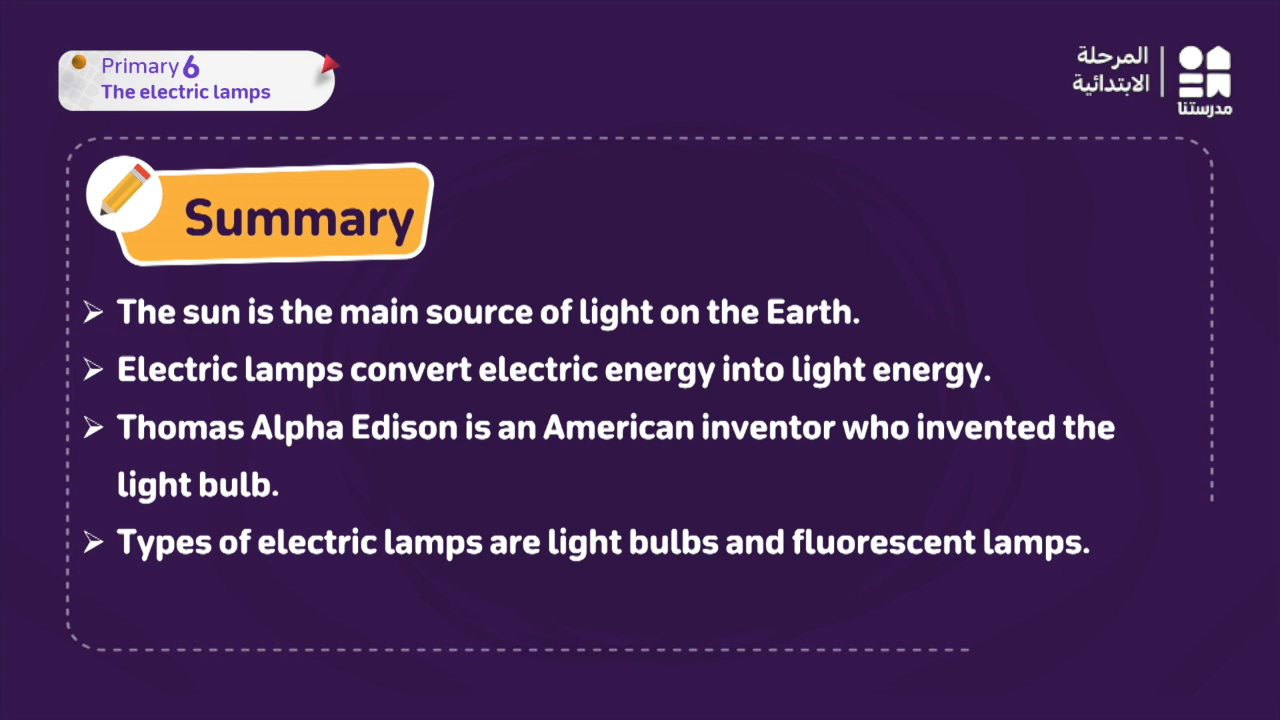 Primary 6
The electric lamps
المرحلة
الابتدائية
مدرستنا
Summary
➢ The sun is the main source of light on the Earth.
➢ Electric lamps convert electric energy into light energy.
➢ Thomas Alpha Edison is an American inventor who invented the
light bulb.
➢ Types of electric lamps are light bulbs and fluorescent lamps.